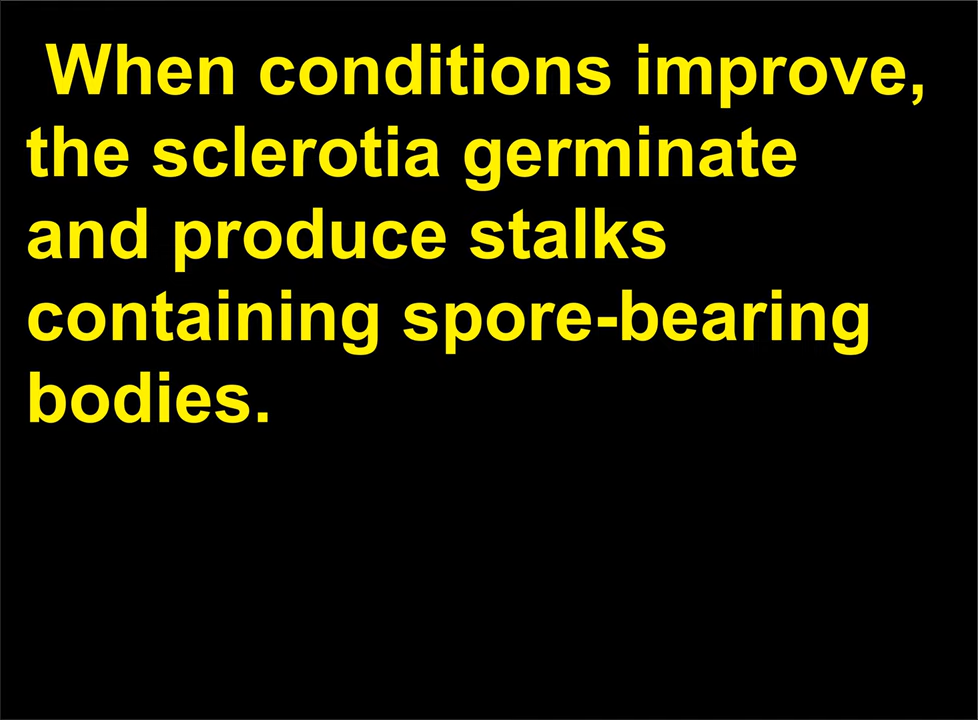 When conditions improve,
the sclerotia germinate
and produce stalks
containing spore-bearing
bodies.